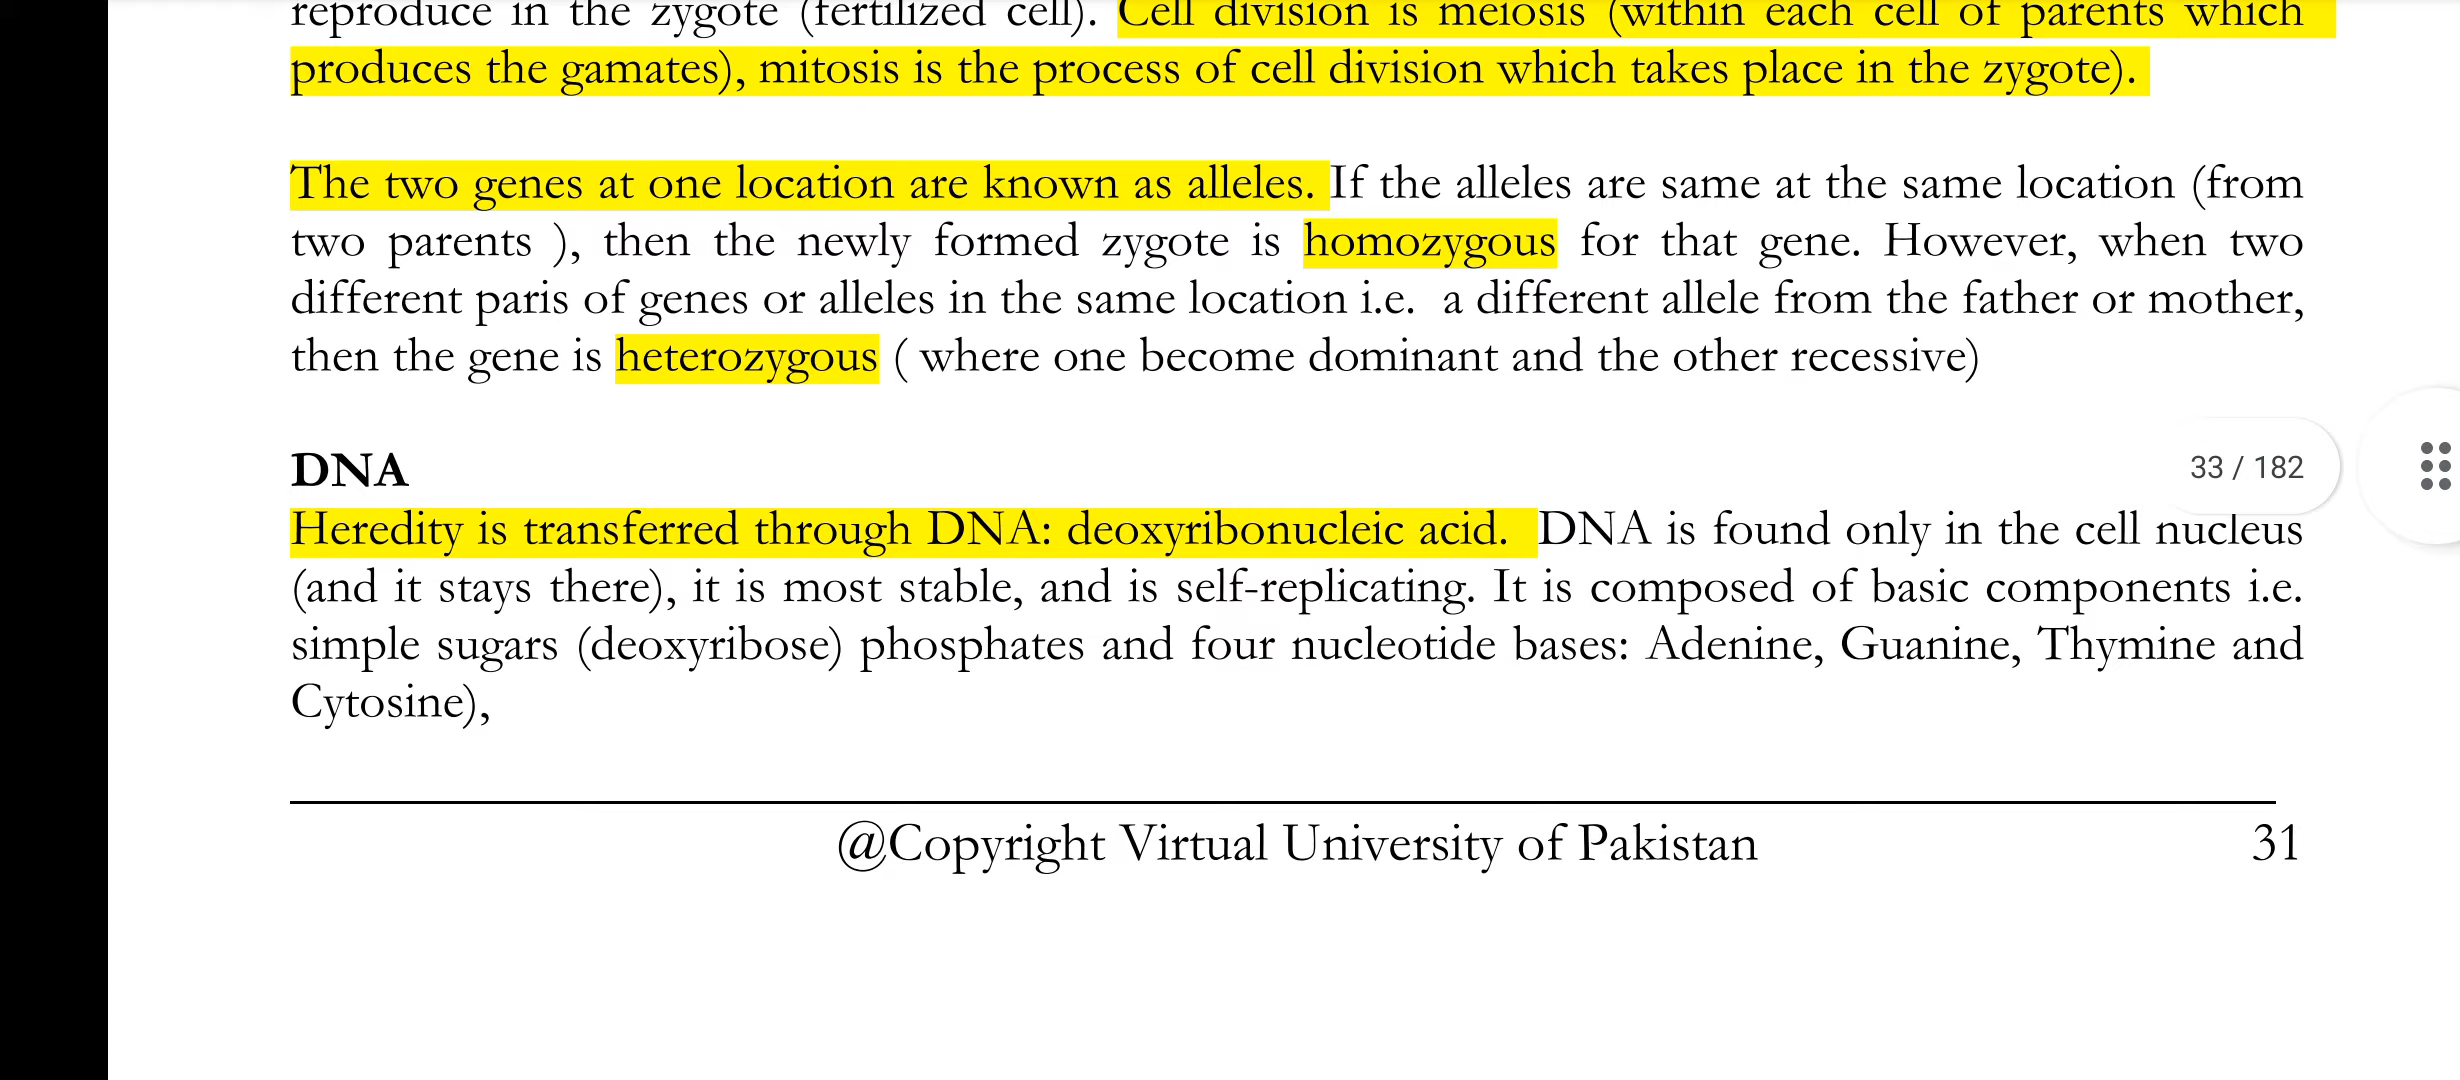 reproduce in the zygote (fertilized cell). Cell division is meiosis (within each cell of parents which
produces the gamates), mitosis is the process of cell division which takes place in the zygote).
The two genes at one location are known as alleles. If the alleles are same at the same location (from
two parents ), then the newly formed zygote is homozygous for that gene. However, when two
different paris of genes or alleles in the same location i.e. a different allele from the father or mother,
then the gene is heterozygous ( where one become dominant and the other recessive)
DNA
33 / 182
Heredity is transferred through DNA: deoxyribonucleic acid. DNA is found only in the cell nucleus
(and it stays there), it is most stable, and is self-replicating. It is composed of basic components i.e.
simple sugars (deoxyribose) phosphates and four nucleotide bases: Adenine, Guanine, Thymine and
Cytosine),
@Copyright Virtual University of Pakistan 31